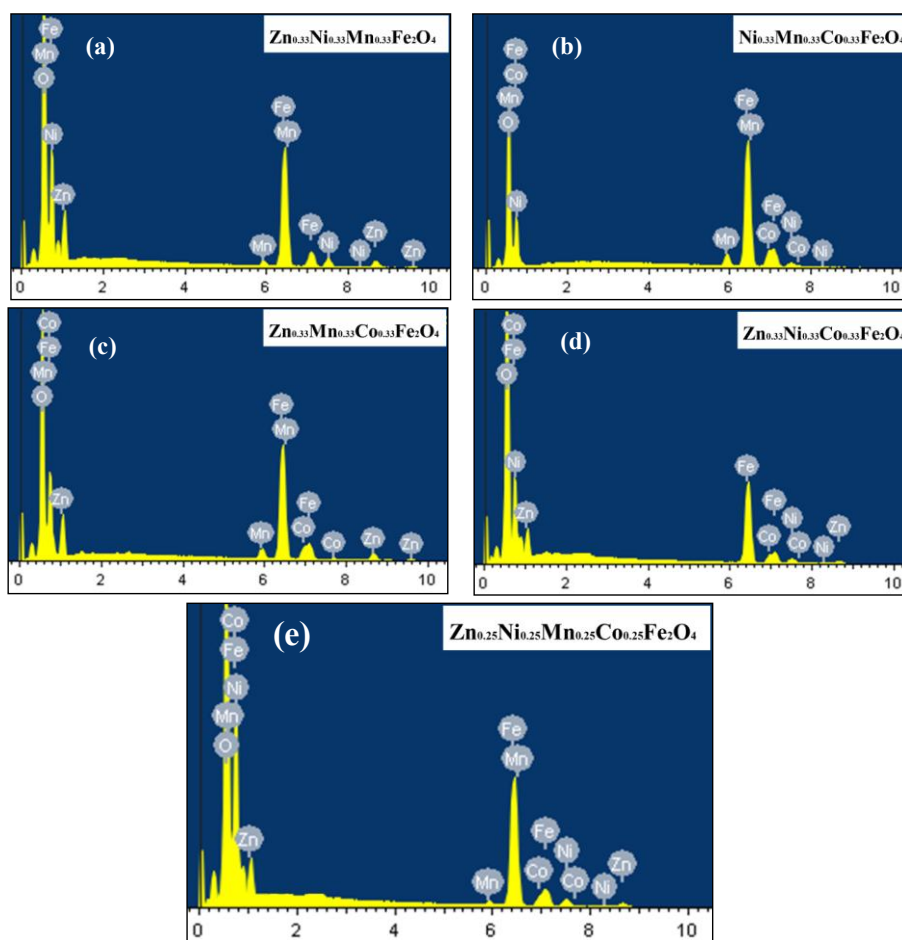 (a)
Zn₀.₃₃Ni₀.₃₃Mn₀.₃₃Fe₂O₄
Fe
Mn
O
Ni
Zn
Fe
Mn
Mn
Fe
Ni
Ni
Zn
Zn
0 2 4 6 8 10
(b)
Ni₀.₃₃Mn₀.₃₃Co₀.₃₃Fe₂O₄
Fe
Co
Mn
O
Ni
Fe
Mn
Mn
Fe
Co
Ni
Co
Ni
0 2 4 6 8 10
(c)
Zn₀.₃₃Mn₀.₃₃Co₀.₃₃Fe₂O₄
Co
Fe
Mn
O
Zn
Fe
Mn
Mn
Fe
Co
Co
Zn
Zn
0 2 4 6 8 10
(d)
Zn₀.₃₃Ni₀.₃₃Co₀.₃₃Fe₂O₄
Co
Fe
O
Ni
Zn
Fe
Fe
Co
Ni
Co
Ni
Zn
0 2 4 6 8 10
(e)
Zn₀.₂₅Ni₀.₂₅Mn₀.₂₅Co₀.₂₅Fe₂O₄
Co
Fe
Ni
Mn
O
Zn
Fe
Mn
Mn
Fe
Co
Ni
Co
Ni
Zn
0 2 4 6 8 10